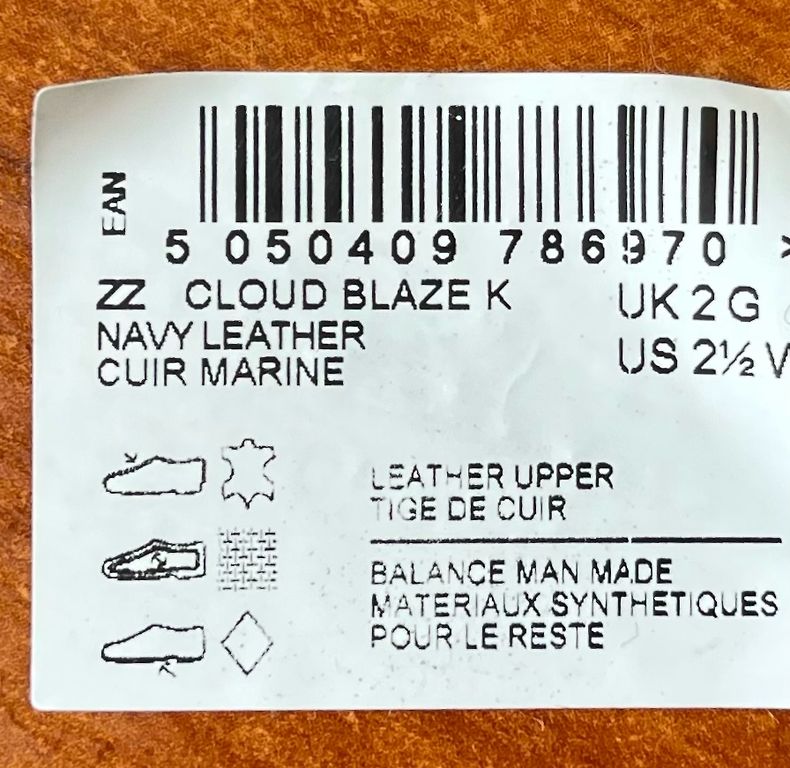 EAN
5 050409 786970 >
ZZ CLOUD BLAZE K
UK 2 G
NAVY LEATHER
US 2½
CUIR MARINE
LEATHER UPPER
TIGE DE CUIR
BALANCE MAN MADE
MATERIAUX SYNTHETIQUES
POUR LE RESTE